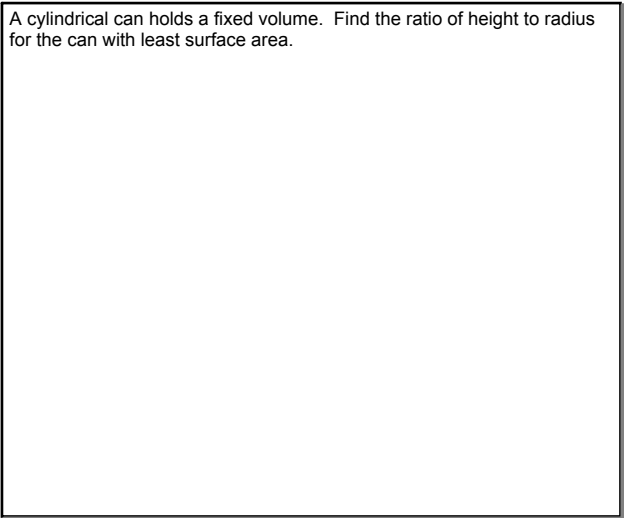 A cylindrical can holds a fixed volume.  Find the ratio of height to radius
for the can with least surface area.